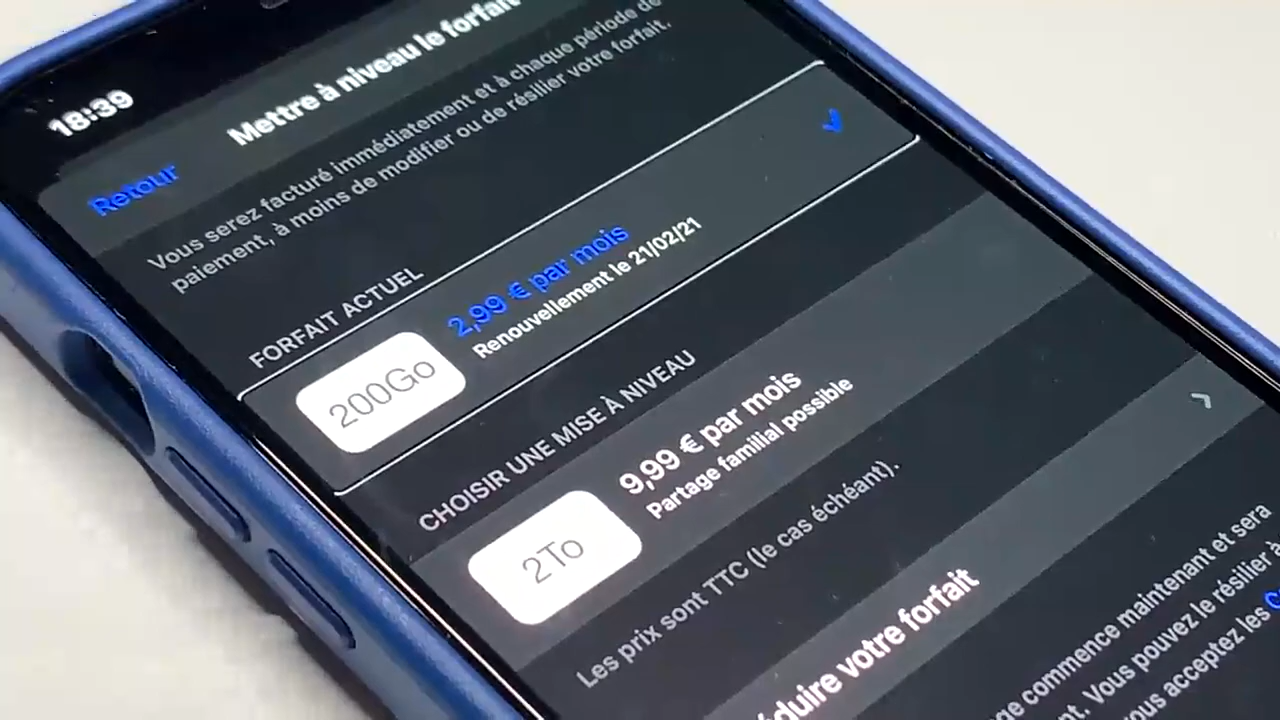 18:39
Mettre à niveau le forfait
Retour
Vous serez facturé immédiatement et à chaque période de
paiement, à moins de modifier ou de résilier votre forfait.
FORFAIT ACTUEL
200Go
2,99 € par mois
Renouvellement le 21/02/21
CHOISIR UNE MISE À NIVEAU
2To
9,99 € par mois
Partage familial possible
Les prix sont TTC (le cas échéant).
éduire votre forfait
ge commence maintenant et sera
nt. Vous pouvez le résilier à
ous acceptez les